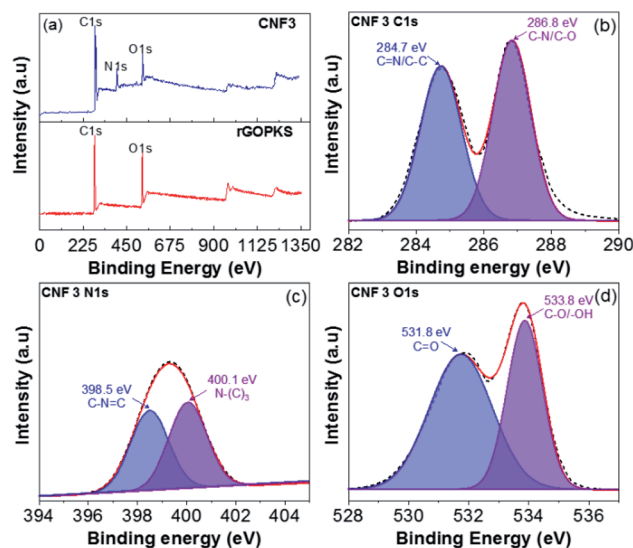 (a)
CNF3
C1s
N1s
O1s
rGOPKS
C1s
O1s
Intensity (a.u)
0 225 450 675 900 1125 1350
Binding Energy (eV)
CNF 3 C1s
(b)
284.7 eV
C=N/C-C
286.8 eV
C-N/C-O
Intensity (a.u)
282 284 286 288 290
Binding energy (eV)
CNF 3 N1s
(c)
398.5 eV
C-N=C
400.1 eV
N-(C)₃
Intensity (a.u)
394 396 398 400 402 404
Binding Energy (eV)
CNF 3 O1s
(d)
531.8 eV
C=O
533.8 eV
C-O/-OH
Intensity (a.u)
528 530 532 534 536
Binding Energy (eV)